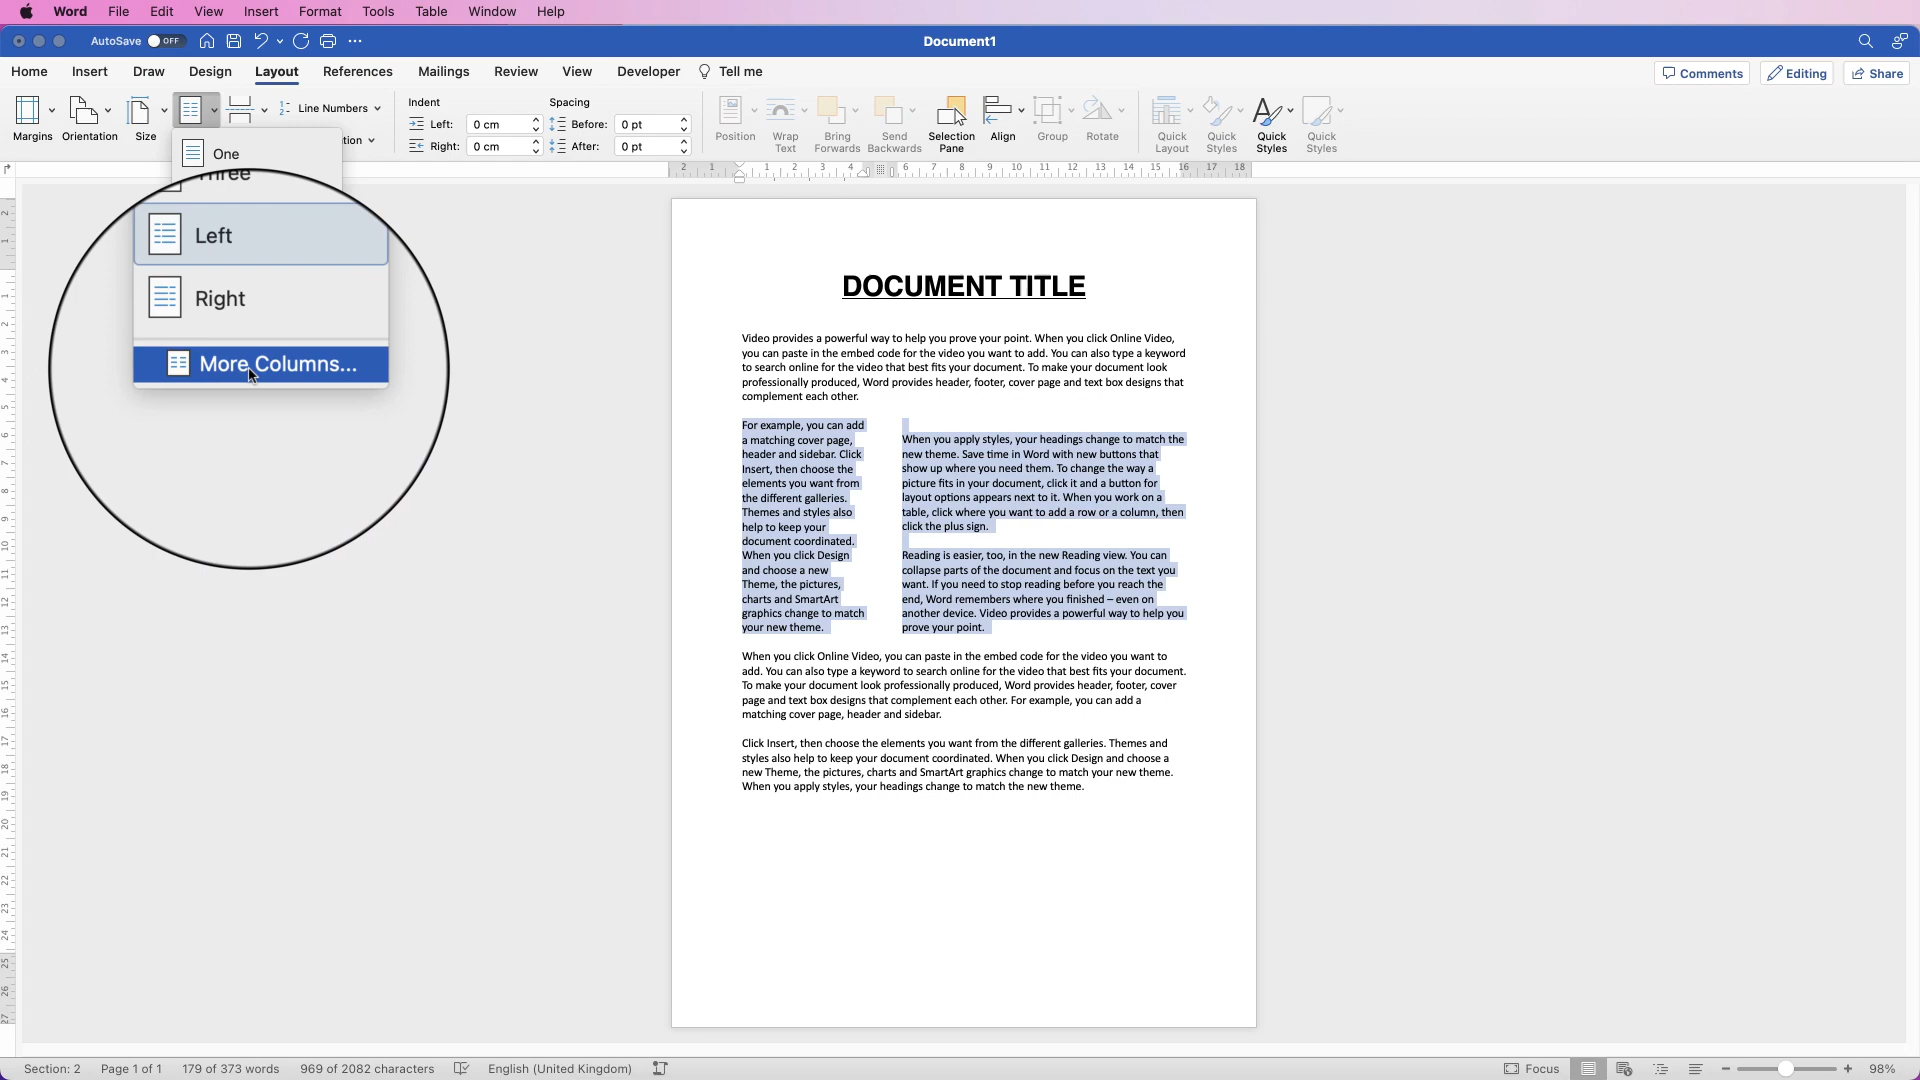 Word File Edit View Insert Format Tools Table Window Help
AutoSave OFF
Document1
Home Insert Draw Design Layout References Mailings Review View Developer Tell me
Comments Editing Share
Margins Orientation Size
Line Numbers
Indent
Left: 0 cm
Right: 0 cm
Spacing
Before: 0 pt
After: 0 pt
Position
Wrap Text
Bring Forwards
Send Backwards
Selection Pane
Align
Group
Rotate
Quick Layout
Quick Styles
Quick Styles
Quick Styles
One
Three
Left
Right
More Columns...
2 1 1 2 3 4 6 7 8 9 10 11 12 13 14 15 16 17 18
DOCUMENT TITLE
Video provides a powerful way to help you prove your point. When you click Online Video,
you can paste in the embed code for the video you want to add. You can also type a keyword
to search online for the video that best fits your document. To make your document look
professionally produced, Word provides header, footer, cover page and text box designs that
complement each other.
For example, you can add
a matching cover page,
header and sidebar. Click
Insert, then choose the
elements you want from
the different galleries.
Themes and styles also
help to keep your
document coordinated.
When you click Design
and choose a new
Theme, the pictures,
charts and SmartArt
graphics change to match
your new theme.
When you apply styles, your headings change to match the
new theme. Save time in Word with new buttons that
show up where you need them. To change the way a
picture fits in your document, click it and a button for
layout options appears next to it. When you work on a
table, click where you want to add a row or a column, then
click the plus sign.
Reading is easier, too, in the new Reading view. You can
collapse parts of the document and focus on the text you
want. If you need to stop reading before you reach the
end, Word remembers where you finished – even on
another device. Video provides a powerful way to help you
prove your point.
When you click Online Video, you can paste in the embed code for the video you want to
add. You can also type a keyword to search online for the video that best fits your document.
To make your document look professionally produced, Word provides header, footer, cover
page and text box designs that complement each other. For example, you can add a
matching cover page, header and sidebar.
Click Insert, then choose the elements you want from the different galleries. Themes and
styles also help to keep your document coordinated. When you click Design and choose a
new Theme, the pictures, charts and SmartArt graphics change to match your new theme.
When you apply styles, your headings change to match the new theme.
Section: 2 Page 1 of 1 179 of 373 words 969 of 2082 characters English (United Kingdom) Focus 98%